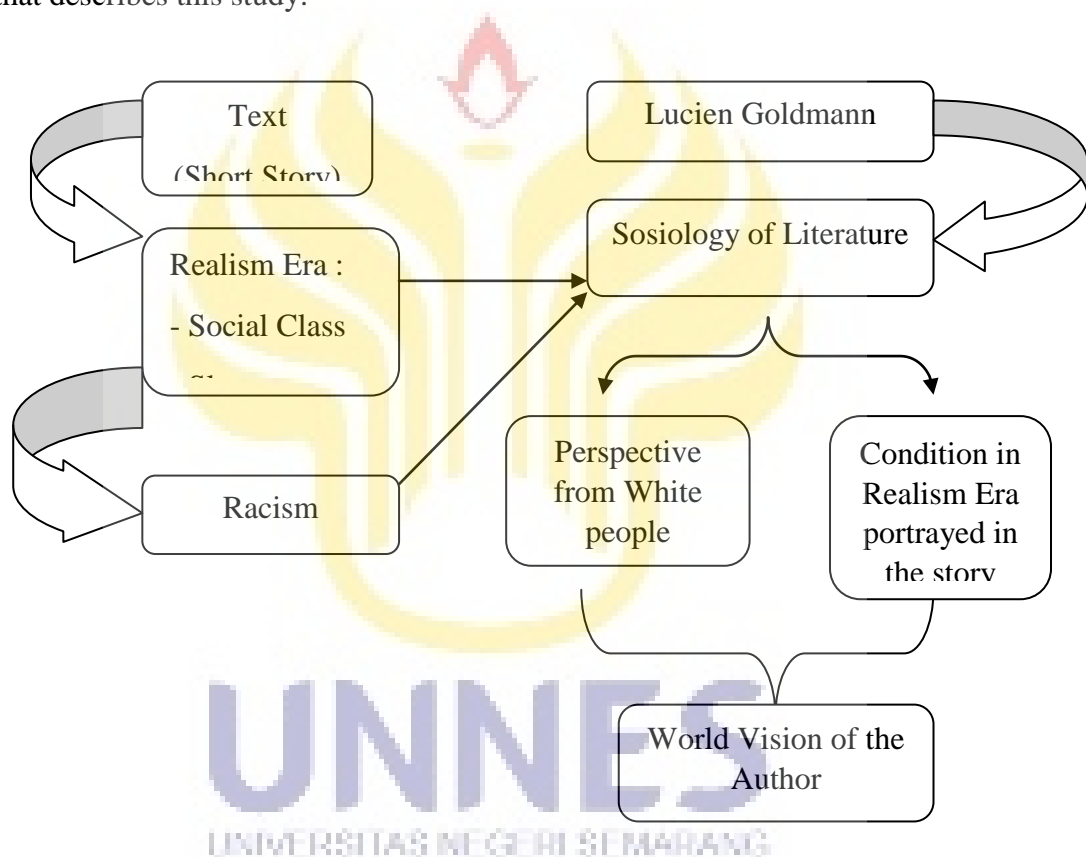 that describes this study.
Text
(Short Story)
Lucien Goldmann
Sosiology of Literature
Realism Era :
- Social Class
Racism
Perspective
from White
people
Condition in
Realism Era
portrayed in
the story
World Vision of the
Author
UNNES
UNIVERSITAS NEGERI SEMARANG